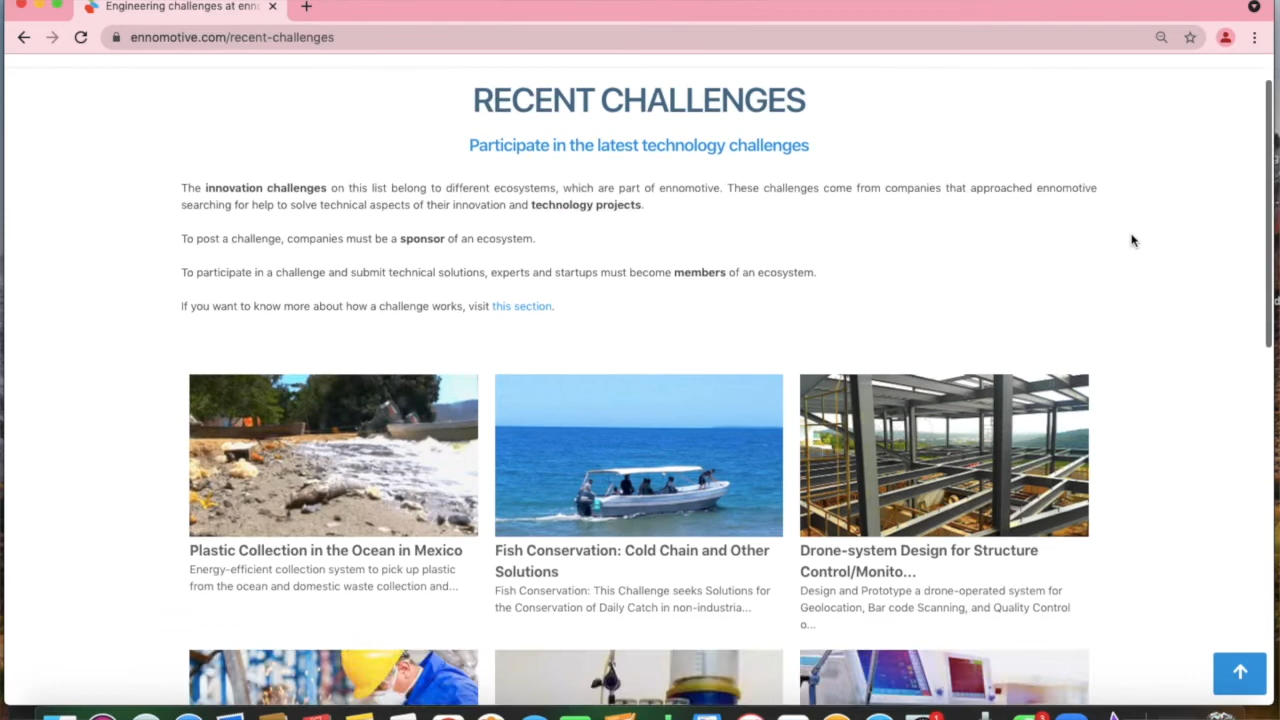 Engineering challenges at enno
ennomotive.com/recent-challenges
RECENT CHALLENGES
Participate in the latest technology challenges
The innovation challenges on this list belong to different ecosystems, which are part of ennomotive. These challenges come from companies that approached ennomotive
searching for help to solve technical aspects of their innovation and technology projects.
To post a challenge, companies must be a sponsor of an ecosystem.
To participate in a challenge and submit technical solutions, experts and startups must become members of an ecosystem.
If you want to know more about how a challenge works, visit this section.
Plastic Collection in the Ocean in Mexico
Energy-efficient collection system to pick up plastic
from the ocean and domestic waste collection and...
Fish Conservation: Cold Chain and Other
Solutions
Fish Conservation: This Challenge seeks Solutions for
the Conservation of Daily Catch in non-industria...
Drone-system Design for Structure
Control/Monito...
Design and Prototype a drone-operated system for
Geolocation, Bar code Scanning, and Quality Control
o...